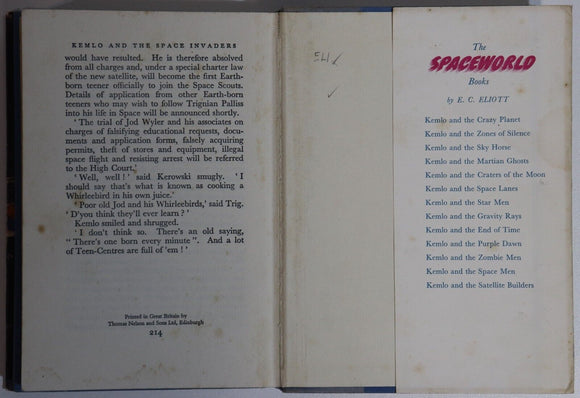 KEMLO AND THE SPACE INVADERS
would have resulted. He is therefore absolved
from all charges and, under a special charter law
of the new satellite, will become the first Earth-
born teener officially to join the Space Scouts.
Details of application from other Earth-born
teeners who may wish to follow Trignian Palliss
into his life in Space will be announced shortly.
‘ The trial of Jod Wyler and his associates on
charges of falsifying educational requests, docu-
ments and application forms, falsely acquiring
permits, theft of stores and equipment, illegal
space flight and resisting arrest will be referred
to the High Court.’
‘ Well, well ! ’ said Kerowski smugly. ‘ I
should say that’s what is known as cooking a
Whirleebird in his own juice.’
‘ Poor old Jod and his Whirleebirds,’ said Trig.
‘ D’you think they’ll ever learn ? ’
Kemlo smiled and shrugged.
‘ I don’t think so. There’s an old saying,
“ There’s one born every minute ”. And a lot
of Teen-Centres are full of ’em ! ’
Printed in Great Britain by
Thomas Nelson and Sons Ltd, Edinburgh
214
The
SPACEWORLD
Books
by E. C. ELIOTT
Kemlo and the Crazy Planet
Kemlo and the Zones of Silence
Kemlo and the Sky Horse
Kemlo and the Martian Ghosts
Kemlo and the Craters of the Moon
Kemlo and the Space Lanes
Kemlo and the Star Men
Kemlo and the Gravity Rays
Kemlo and the End of Time
Kemlo and the Purple Dawn
Kemlo and the Zombie Men
Kemlo and the Space Men
Kemlo and the Satellite Builders